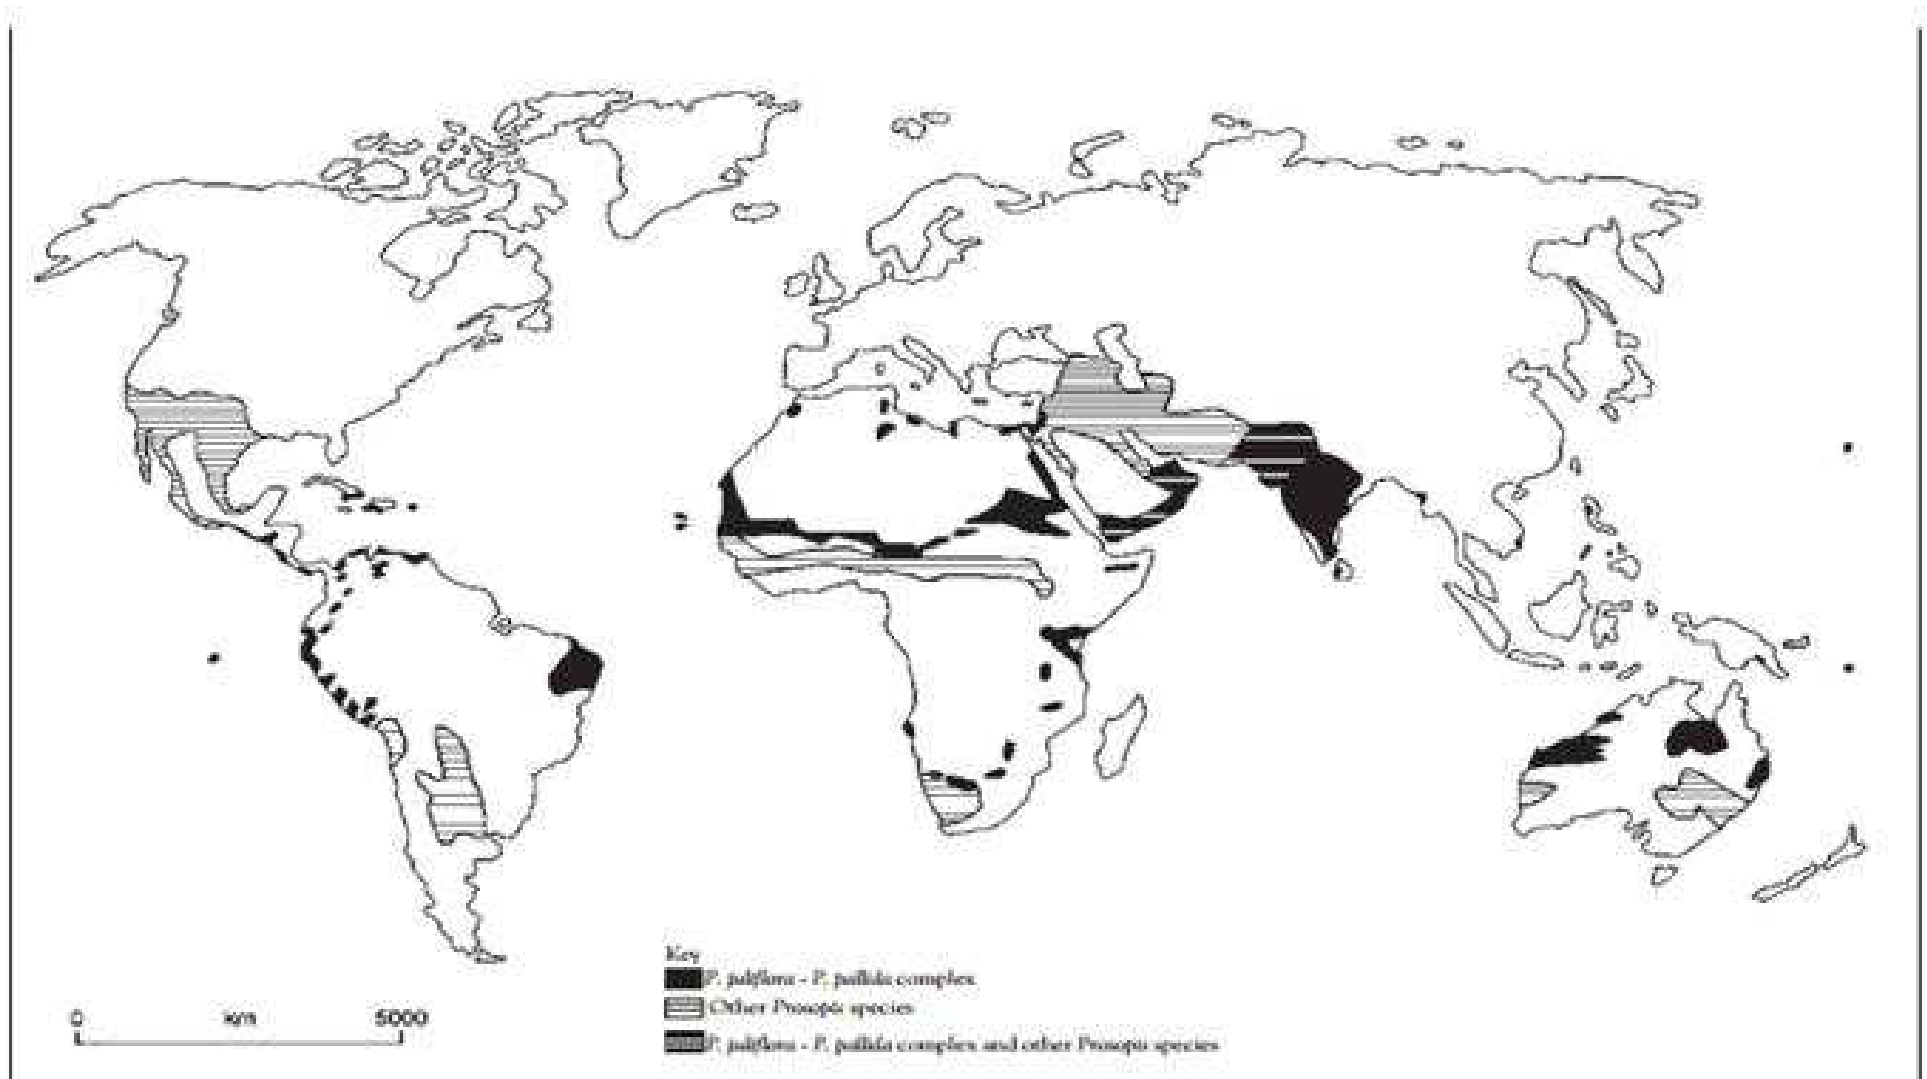 Key
P. juliflora - P. pallida complex
Other Prosopis species
P. juliflora - P. pallida complex and other Prosopis species
0 km 5000